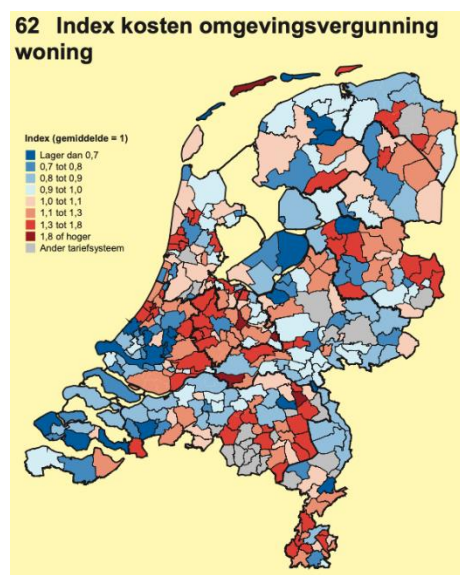 62 Index kosten omgevingsvergunning
woning
Index (gemiddelde = 1)
Lager dan 0,7
0,7 tot 0,8
0,8 tot 0,9
0,9 tot 1,0
1,0 tot 1,1
1,1 tot 1,3
1,3 tot 1,8
1,8 of hoger
Ander tariefsysteem